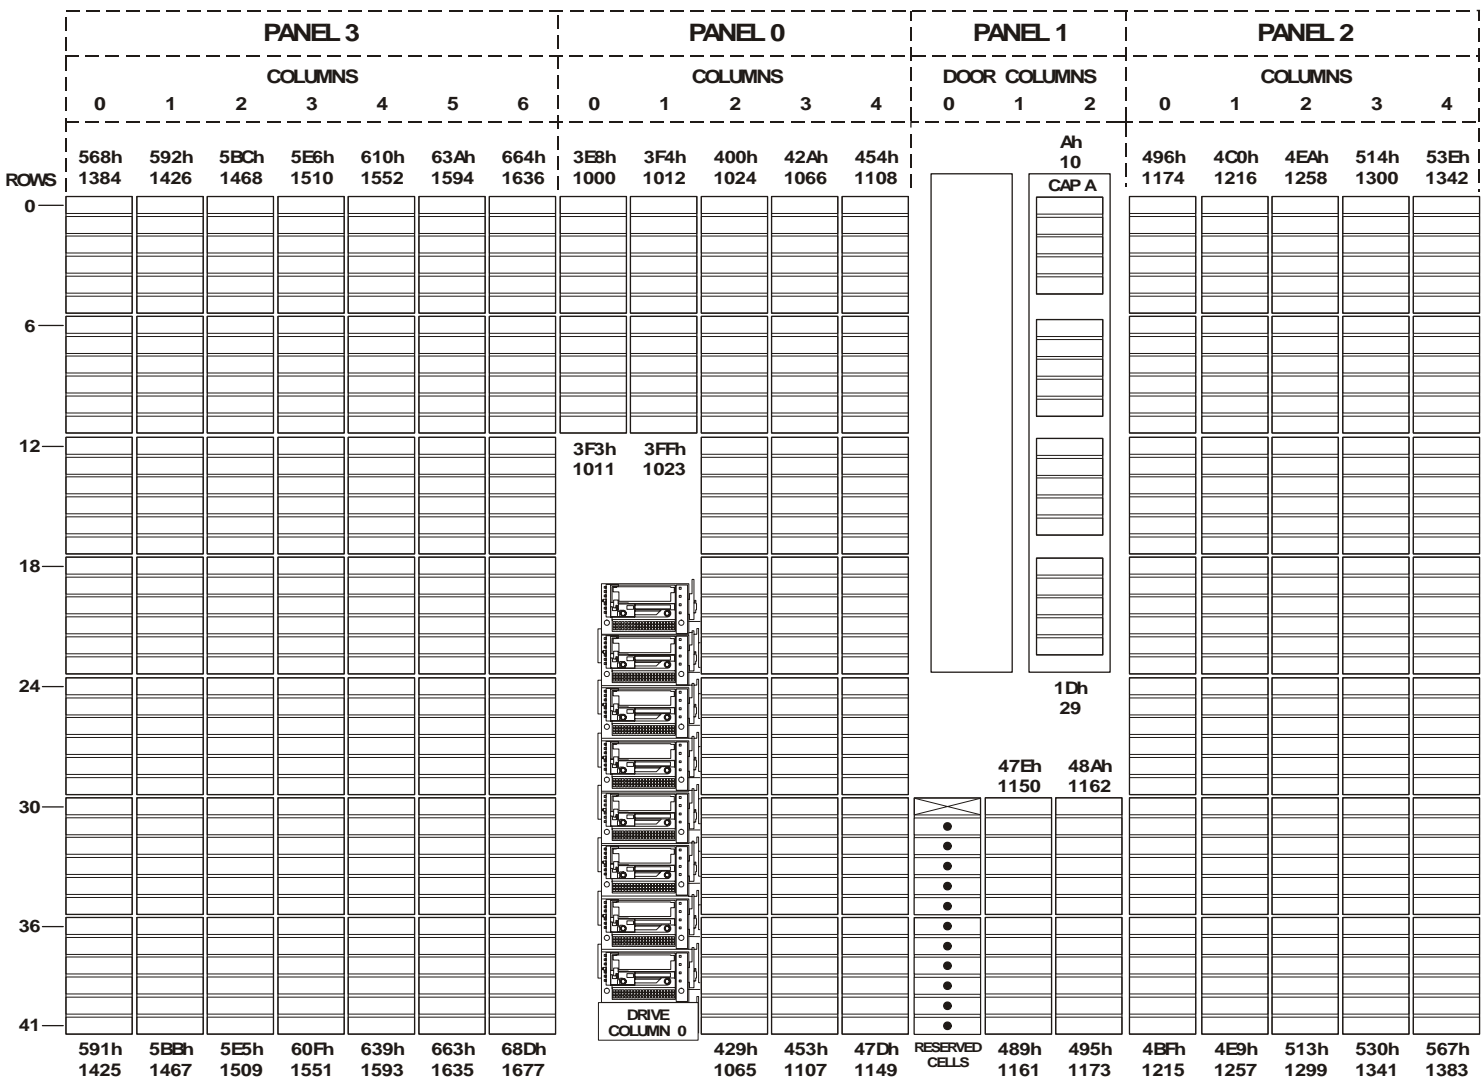 PANEL 3 PANEL 0 PANEL 1 PANEL 2
COLUMNS COLUMNS DOOR COLUMNS COLUMNS
0 1 2 3 4 5 6 0 1 2 3 4 0 1 2 0 1 2 3 4
Ah
10
568h 592h 5BCh 5E6h 610h 63Ah 664h 3E8h 3F4h 400h 42Ah 454h 496h 4C0h 4EAh 514h 53Eh
ROWS 1384 1426 1468 1510 1552 1594 1636 1000 1012 1024 1066 1108 1174 1216 1258 1300 1342
CAP A
0
6
12
3F3h 3FFh
1011 1023
18
24
1Dh
29
47Eh 48Ah
1150 1162
30
36
41
DRIVE
COLUMN 0
591h 5BBh 5E5h 60Fh 639h 663h 68Dh 429h 453h 47Dh RESERVED 489h 495h 4BFh 4E9h 513h 530h 567h
1425 1467 1509 1551 1593 1635 1677 1065 1107 1149 CELLS 1161 1173 1215 1257 1299 1341 1383